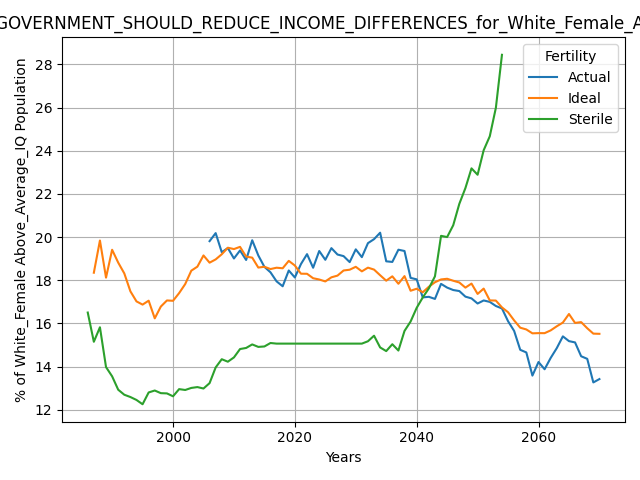 GOVERNMENT_SHOULD_REDUCE_INCOME_DIFFERENCES_for_White_Female_A
% of White_Female Above_Average_IQ Population
28
26
24
22
20
18
16
14
12
Fertility
Actual
Ideal
Sterile
2000 2020 2040 2060
Years